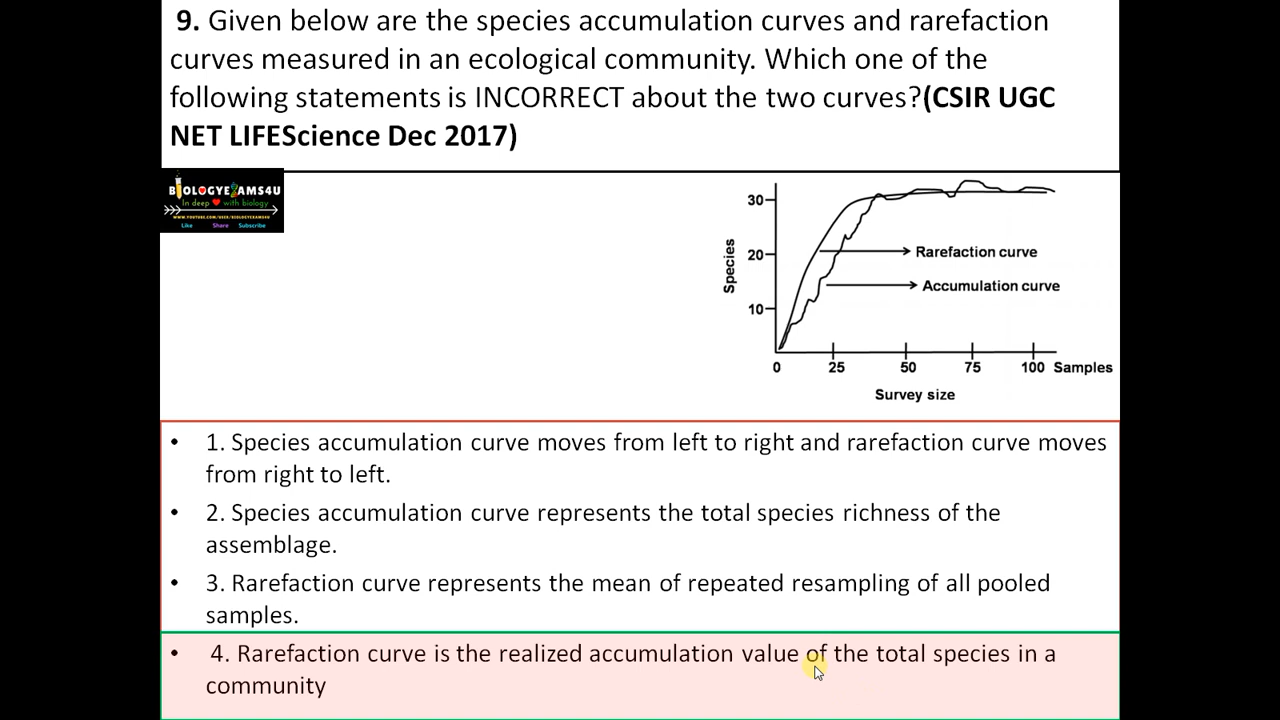 9. Given below are the species accumulation curves and rarefaction
curves measured in an ecological community. Which one of the
following statements is INCORRECT about the two curves?(CSIR UGC
NET LIFEScience Dec 2017)
BIOLOGYEXAMS4U
In deep ❤ with biology
WWW.YOUTUBE.COM/USER/BIOLOGYEXAMS4U
Like Share Subscribe
30
20
10
Species
Rarefaction curve
Accumulation curve
0 25 50 75 100 Samples
Survey size
• 1. Species accumulation curve moves from left to right and rarefaction curve moves
from right to left.
• 2. Species accumulation curve represents the total species richness of the
assemblage.
• 3. Rarefaction curve represents the mean of repeated resampling of all pooled
samples.
• 4. Rarefaction curve is the realized accumulation value of the total species in a
community